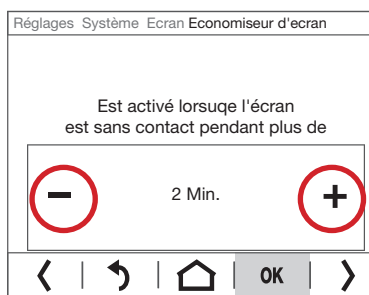 Réglages Système Ecran Economiseur d'ecran
Est activé lorsuqe l'écran
est sans contact pendant plus de
− 2 Min. +
OK